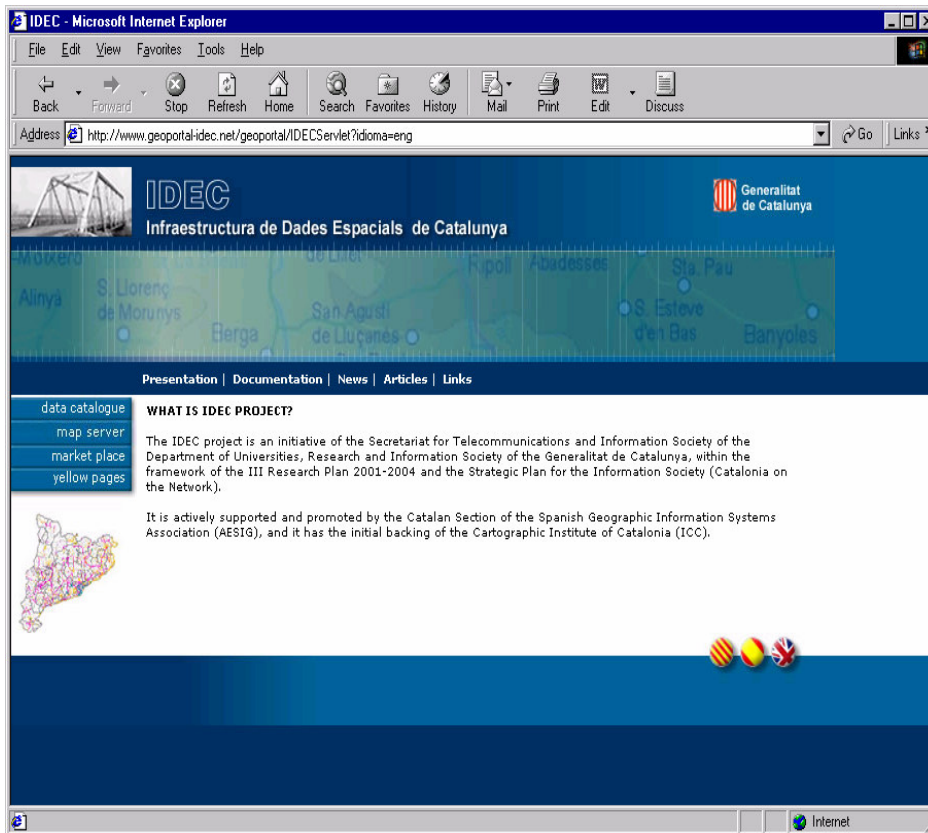 IDEC - Microsoft Internet Explorer
File Edit View Favorites Tools Help
Back Forward Stop Refresh Home Search Favorites History Mail Print Edit Discuss
Address http://www.geoportal-idec.net/geoportal/IDECServlet?idioma=eng Go Links
IDEC
Infraestructura de Dades Espacials de Catalunya
Generalitat
de Catalunya
Ripoll Abadesses Sta. Pau
Alinyà S. Llorenç
de Morunys
Berga
San Agustí
de Lluçanès
S. Esteve
d'en Bas
Banyoles
Presentation | Documentation | News | Articles | Links
data catalogue
map server
market place
yellow pages
WHAT IS IDEC PROJECT?
The IDEC project is an initiative of the Secretariat for Telecommunications and Information Society of the
Department of Universities, Research and Information Society of the Generalitat de Catalunya, within the
framework of the III Research Plan 2001-2004 and the Strategic Plan for the Information Society (Catalonia on
the Network).
It is actively supported and promoted by the Catalan Section of the Spanish Geographic Information Systems
Association (AESIG), and it has the initial backing of the Cartographic Institute of Catalonia (ICC).
Internet